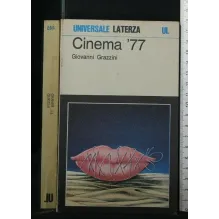 UNIVERSALE LATERZA UL
Cinema '77
Giovanni Grazzini